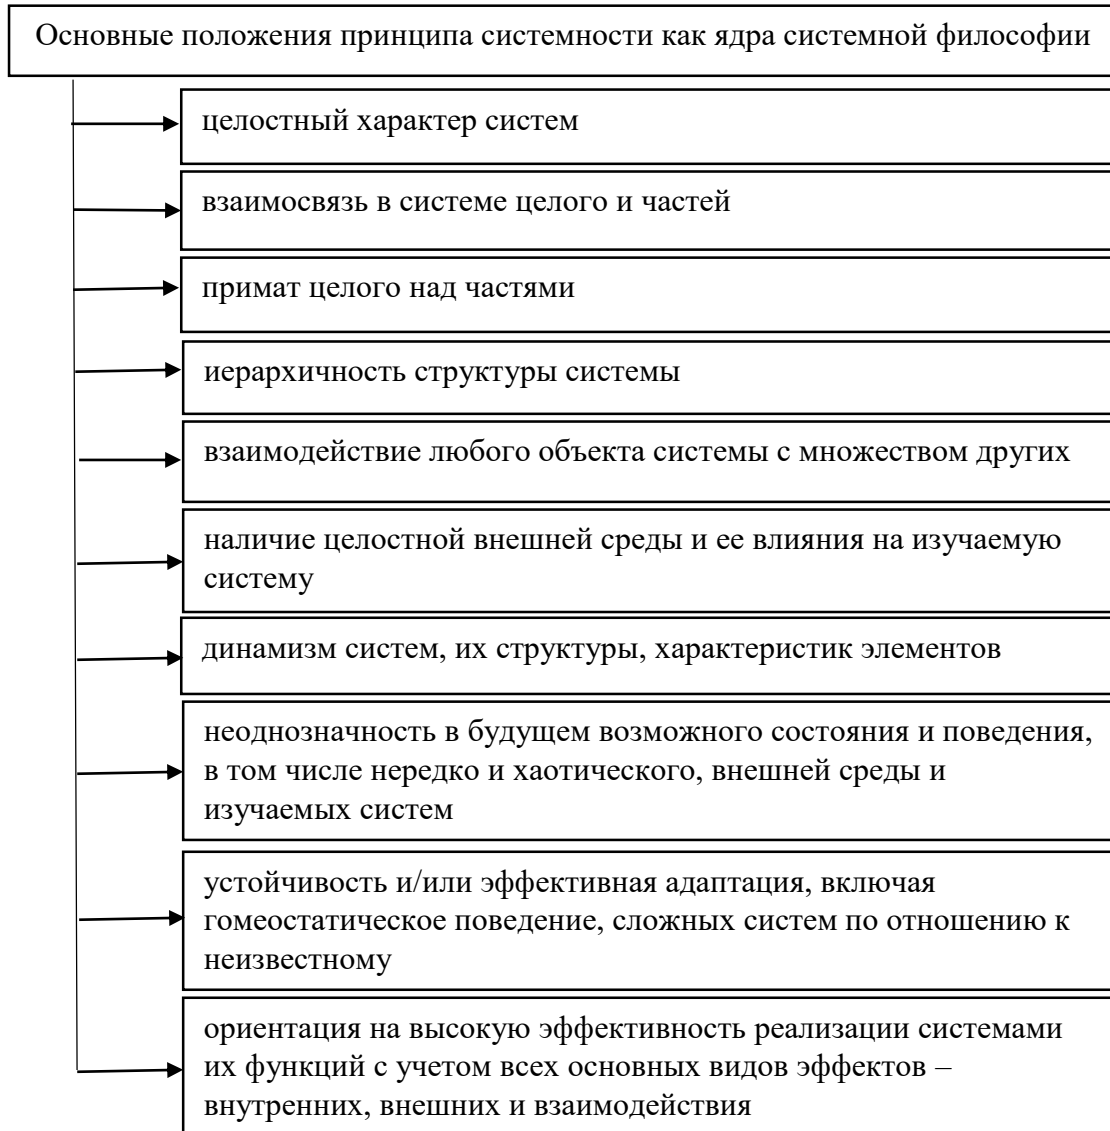 Основные положения принципа системности как ядра системной философии
целостный характер систем
взаимосвязь в системе целого и частей
примат целого над частями
иерархичность структуры системы
взаимодействие любого объекта системы с множеством других
наличие целостной внешней среды и ее влияния на изучаемую
систему
динамизм систем, их структуры, характеристик элементов
неоднозначность в будущем возможного состояния и поведения,
в том числе нередко и хаотического, внешней среды и
изучаемых систем
устойчивость и/или эффективная адаптация, включая
гомеостатическое поведение, сложных систем по отношению к
неизвестному
ориентация на высокую эффективность реализации системами
их функций с учетом всех основных видов эффектов –
внутренних, внешних и взаимодействия